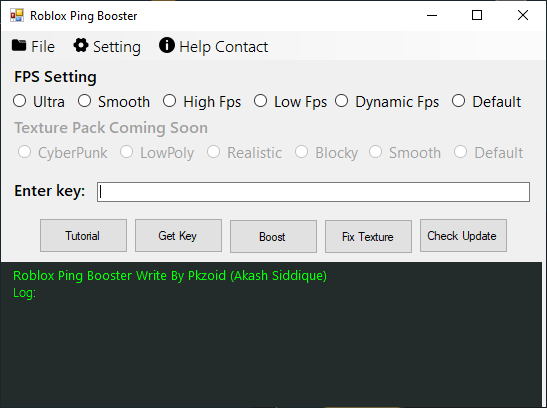 Roblox Ping Booster
File Setting Help Contact
FPS Setting
Ultra Smooth High Fps Low Fps Dynamic Fps Default
Texture Pack Coming Soon
CyberPunk LowPoly Realistic Blocky Smooth Default
Enter key:
Tutorial Get Key Boost Fix Texture Check Update
Roblox Ping Booster Write By Pkzoid (Akash Siddique)
Log: